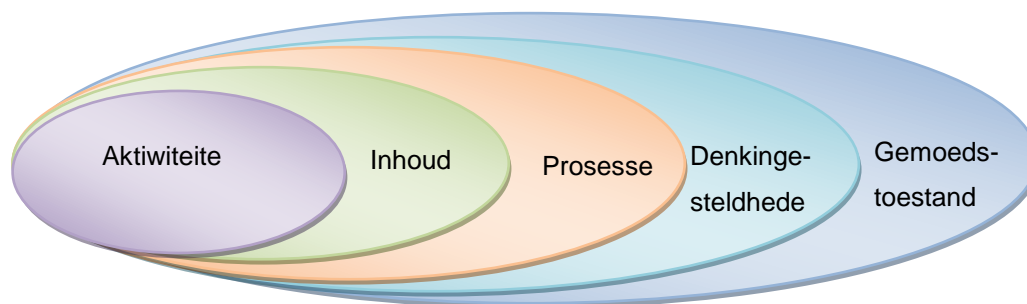 Aktiwiteite
Inhoud
Prosesse
Denkinge-
steldhede
Gemoeds-
toestand